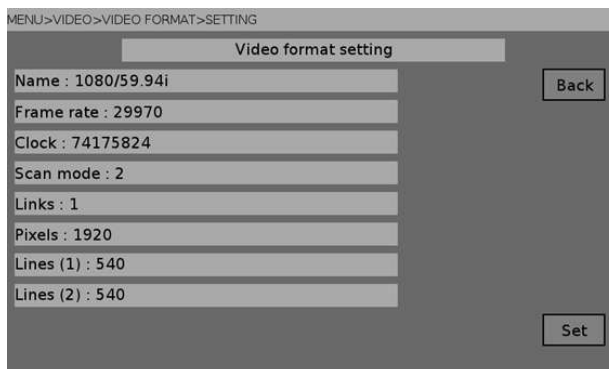 MENU>VIDEO>VIDEO FORMAT>SETTING
Video format setting
Name : 1080/59.94i
Back
Frame rate : 29970
Clock : 74175824
Scan mode : 2
Links : 1
Pixels : 1920
Lines (1) : 540
Lines (2) : 540
Set